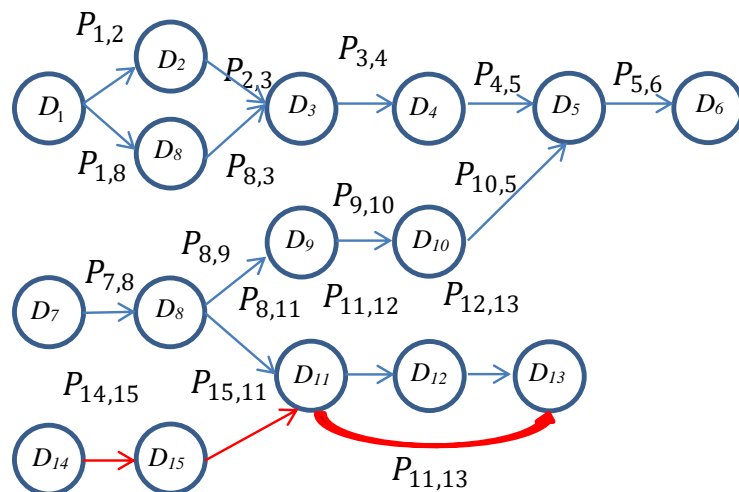 P1,2
D2
P2,3
P3,4
P4,5
P5,6
D1
D3
D4
D5
D6
P1,8
D8
P8,3
P10,5
P9,10
P8,9
D9
D10
P7,8
P8,11
P11,12
P12,13
D7
D8
P14,15
P15,11
D11
D12
D13
D14
D15
P11,13